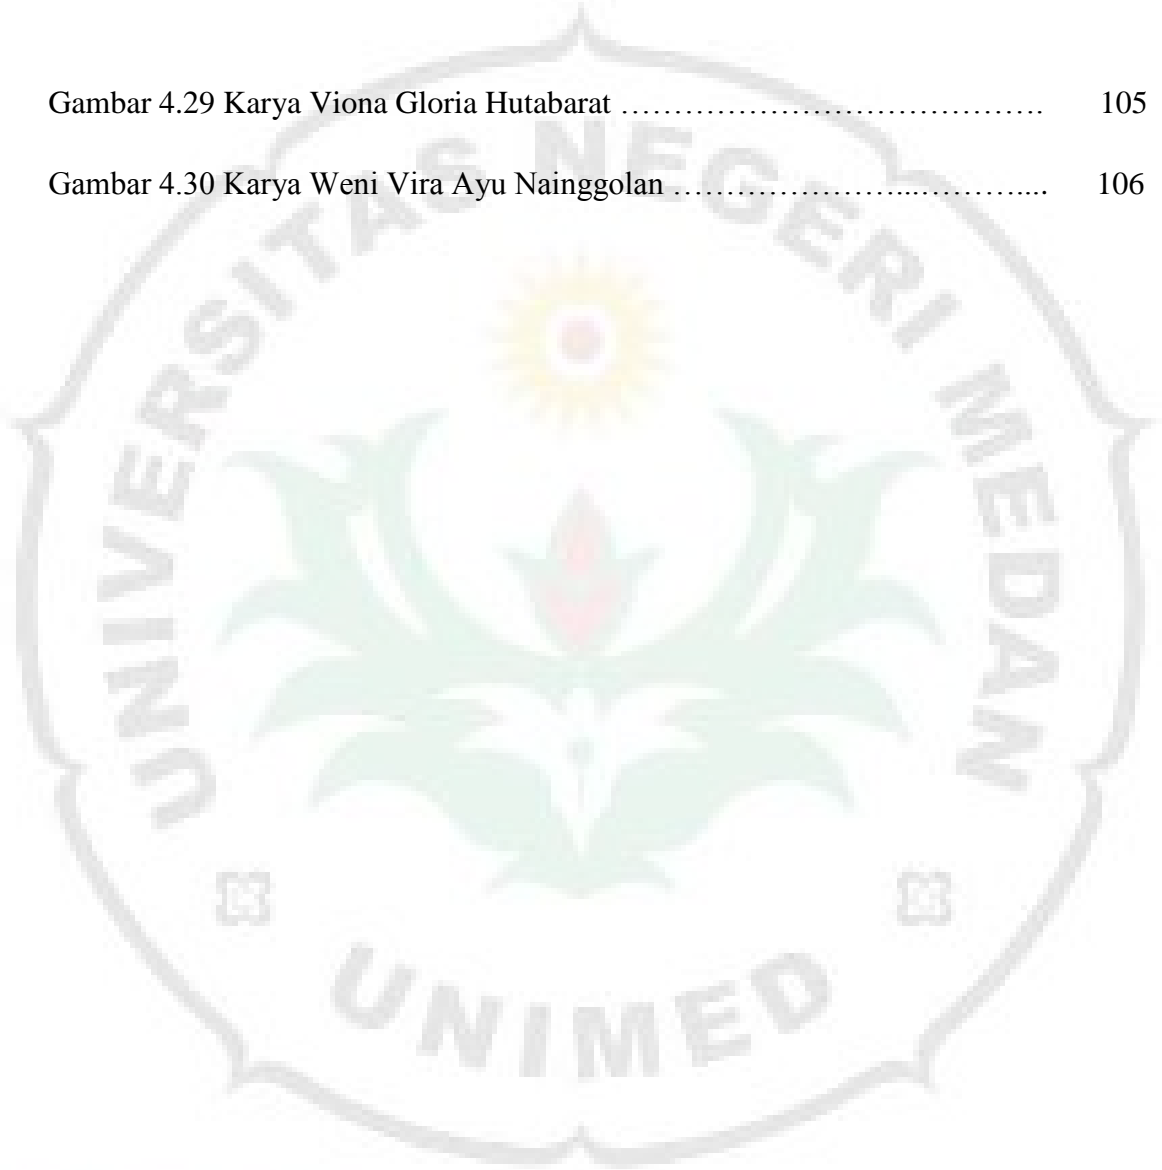 Gambar 4.29 Karya Viona Gloria Hutabarat …………………………………. 105
Gambar 4.30 Karya Weni Vira Ayu Nainggolan …………………...………... 106
UNIVERSITAS NEGERI MEDAN
UNIMED